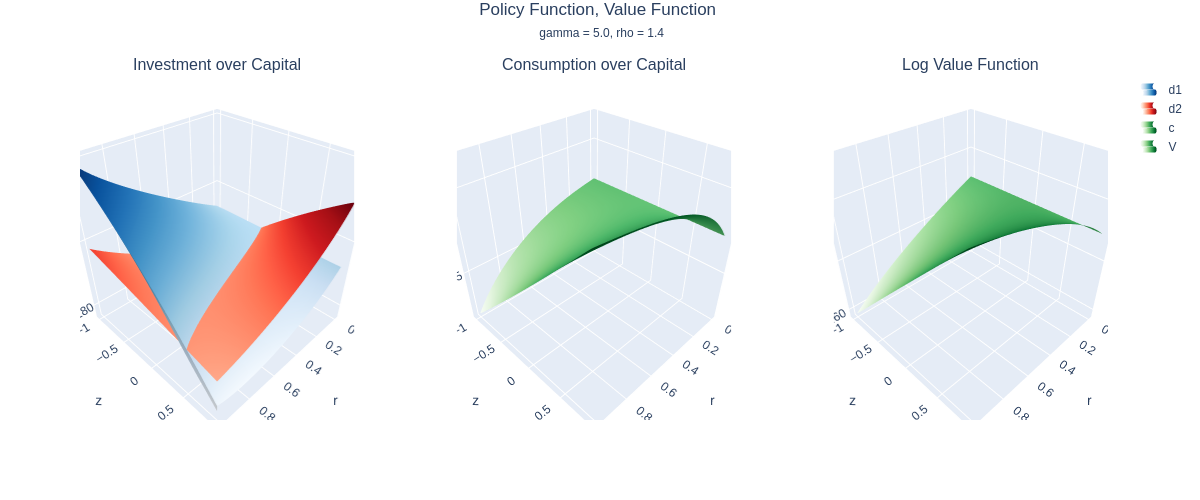 Policy Function, Value Function
gamma = 5.0, rho = 1.4
Investment over Capital
Consumption over Capital
Log Value Function
d1
d2
c
V
80
−1
−0.5
0
0.5
z
0
0.2
0.4
0.6
0.8
r
5
−1
−0.5
0
0.5
z
0
0.2
0.4
0.6
0.8
r
60
−1
−0.5
0
0.5
z
0
0.2
0.4
0.6
0.8
r